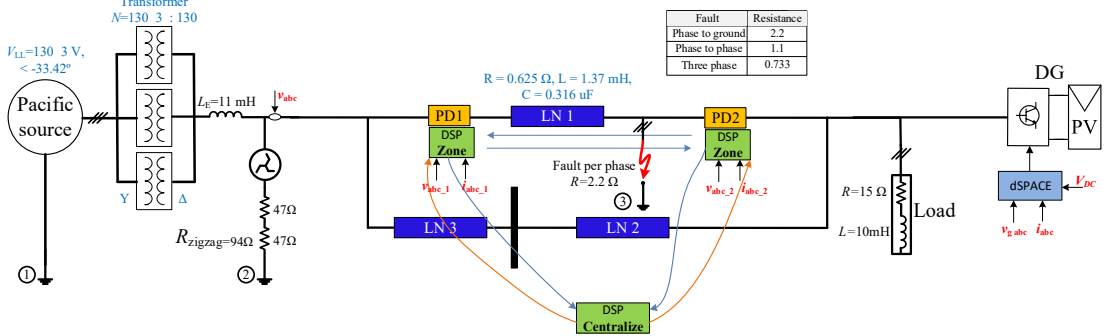 Transformer
N=130 3 : 130
V_LL=130 3 V,
< -33.42º
Pacific
source
Y
Δ
L_E=11 mH
v_abc
47Ω
47Ω
R_zigzag=94Ω
1
2
R = 0.625 Ω, L = 1.37 mH,
C = 0.316 uF
PD1
LN 1
PD2
DSP
Zone
DSP
Zone
v_abc_1
i_abc_1
v_abc_2
i_abc_2
Fault per phase
R=2.2 Ω
3
LN 3
LN 2
DSP
Centralize
Fault Resistance
Phase to ground 2.2
Phase to phase 1.1
Three phase 0.733
R=15 Ω
L=10mH
Load
DG
PV
dSPACE
V_DC
v_g abc
i_abc